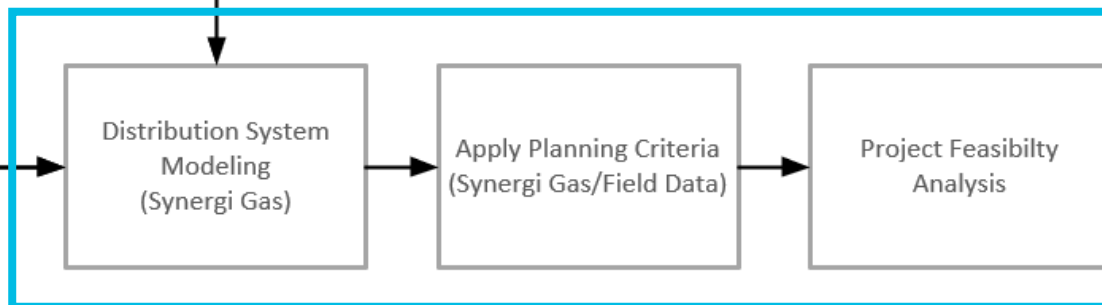 Distribution System
Modeling
(Synergi Gas)
Apply Planning Criteria
(Synergi Gas/Field Data)
Project Feasibilty
Analysis